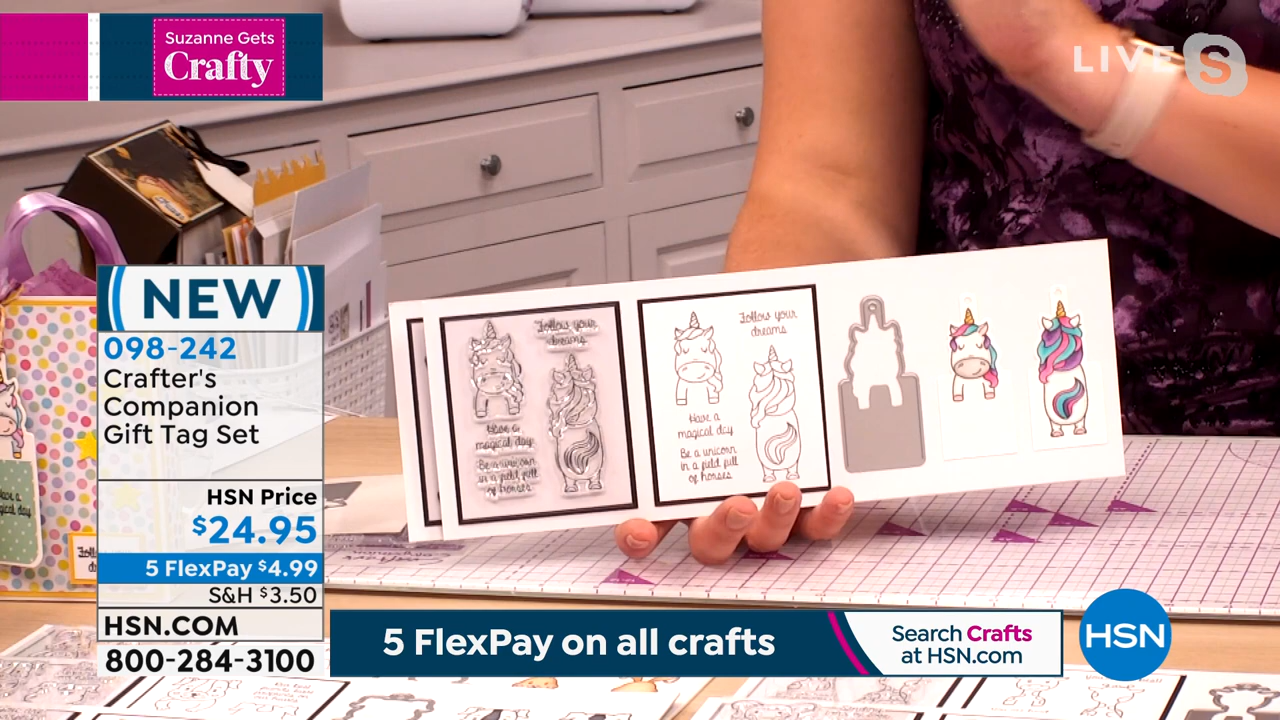 Suzanne Gets
Crafty
LIVE S
NEW
098-242
Crafter's
Companion
Gift Tag Set
HSN Price
$24.95
5 FlexPay $4.99
S&H $3.50
HSN.COM
800-284-3100
Follow your
dreams
Have a
magical day
Be a unicorn
in a field full
of horses
Follow your
dreams
Have a
magical day
Be a unicorn
in a field full
of horses
5 FlexPay on all crafts
Search Crafts
at HSN.com
HSN